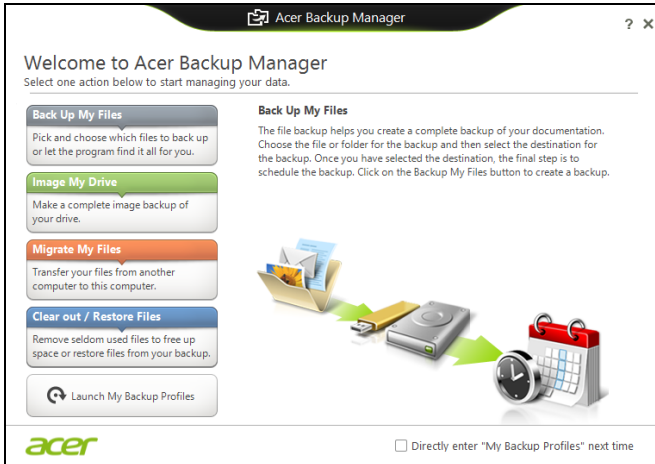 Acer Backup Manager
? X
Welcome to Acer Backup Manager
Select one action below to start managing your data.
Back Up My Files
Pick and choose which files to back up
or let the program find it all for you.
Image My Drive
Make a complete image backup of
your drive.
Migrate My Files
Transfer your files from another
computer to this computer.
Clear out / Restore Files
Remove seldom used files to free up
space or restore files from your backup.
Launch My Backup Profiles
Back Up My Files
The file backup helps you create a complete backup of your documentation.
Choose the file or folder for the backup and then select the destination for
the backup. Once you have selected the destination, the final step is to
schedule the backup. Click on the Backup My Files button to create a backup.
acer
Directly enter "My Backup Profiles" next time